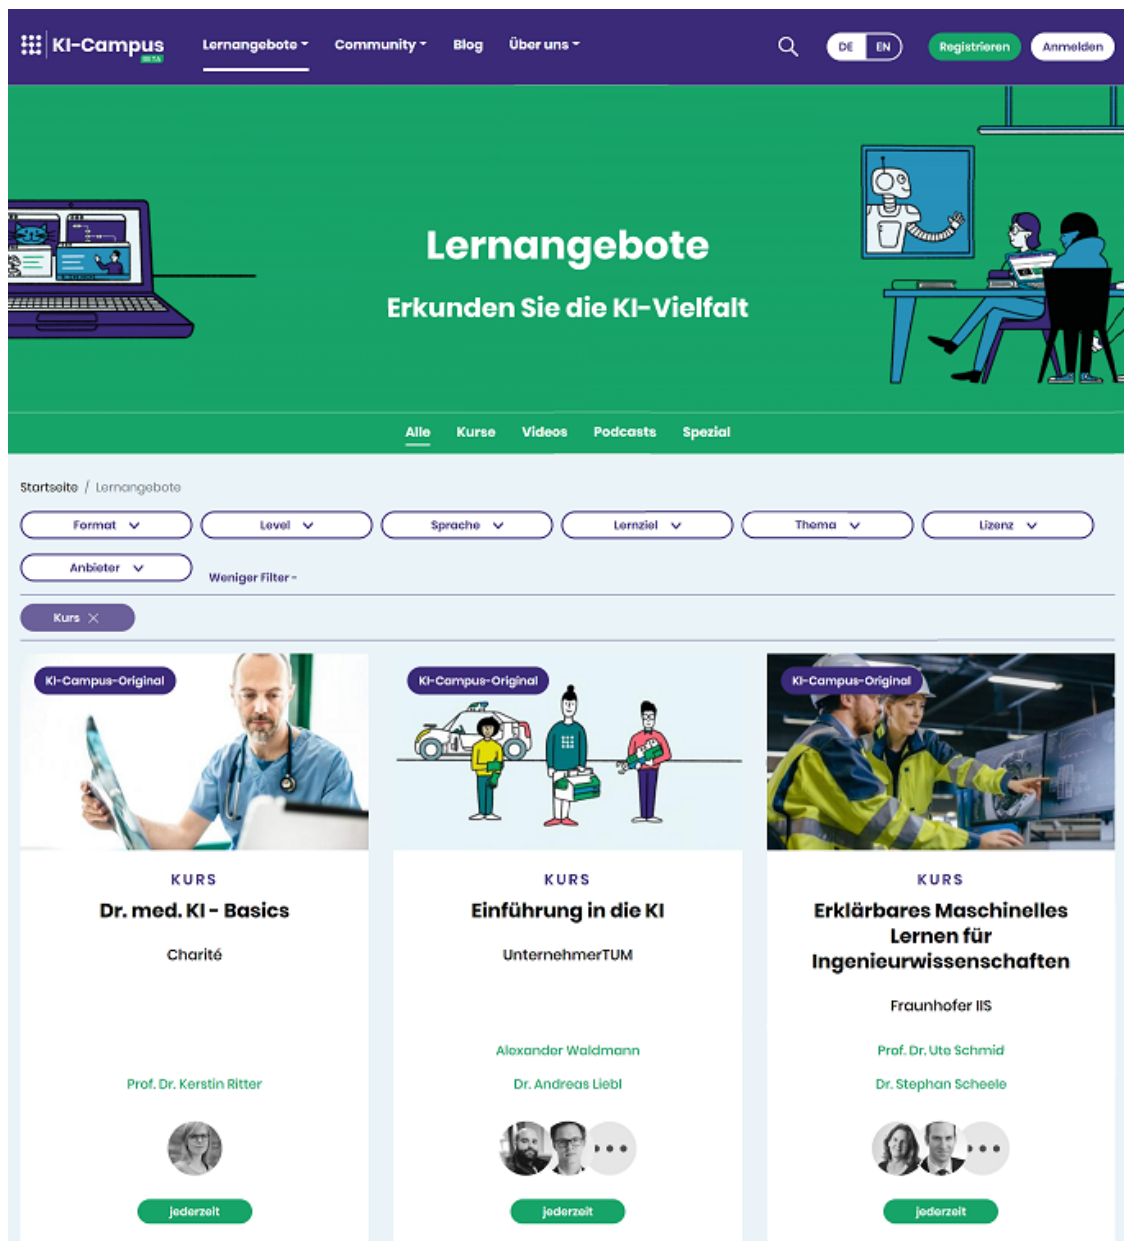 KI-Campus
BETA
Lernangebote
Community
Blog
Über uns
DE
EN
Registrieren
Anmelden
Lernangebote
Erkunden Sie die KI-Vielfalt
Alle
Kurse
Videos
Podcasts
Spezial
Startseite / Lernangebote
Format
Level
Sprache
Lernziel
Thema
Lizenz
Anbieter
Weniger Filter -
Kurs
KI-Campus-Original
KURS
Dr. med. KI - Basics
Charité
Prof. Dr. Kerstin Ritter
jederzeit
KI-Campus-Original
KURS
Einführung in die KI
UnternehmerTUM
Alexander Waldmann
Dr. Andreas Liebl
jederzeit
KI-Campus-Original
KURS
Erklärbares Maschinelles
Lernen für
Ingenieurwissenschaften
Fraunhofer IIS
Prof. Dr. Ute Schmid
Dr. Stephan Scheele
jederzeit